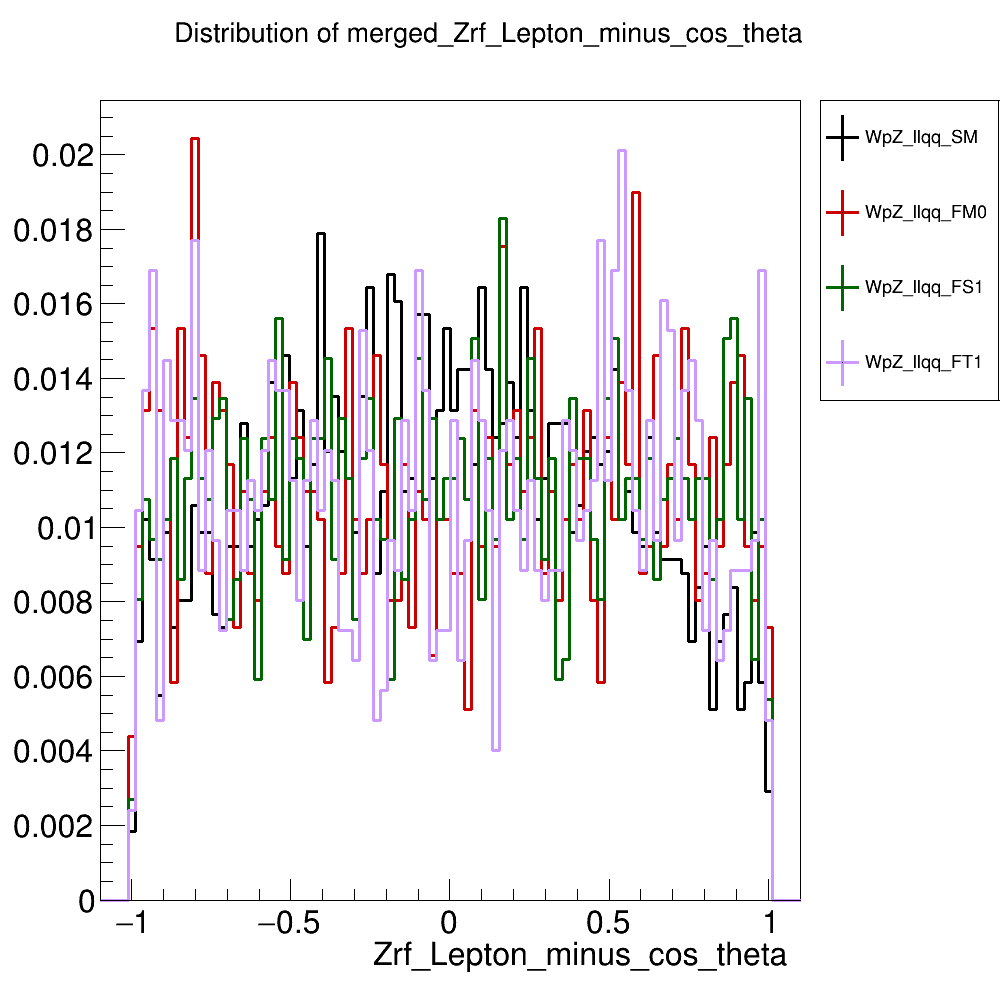 Distribution of merged_Zrf_Lepton_minus_cos_theta
WpZ_llqq_SM
WpZ_llqq_FM0
WpZ_llqq_FS1
WpZ_llqq_FT1
0.02
0.018
0.016
0.014
0.012
0.01
0.008
0.006
0.004
0.002
0
−1 −0.5 0 0.5 1
Zrf_Lepton_minus_cos_theta